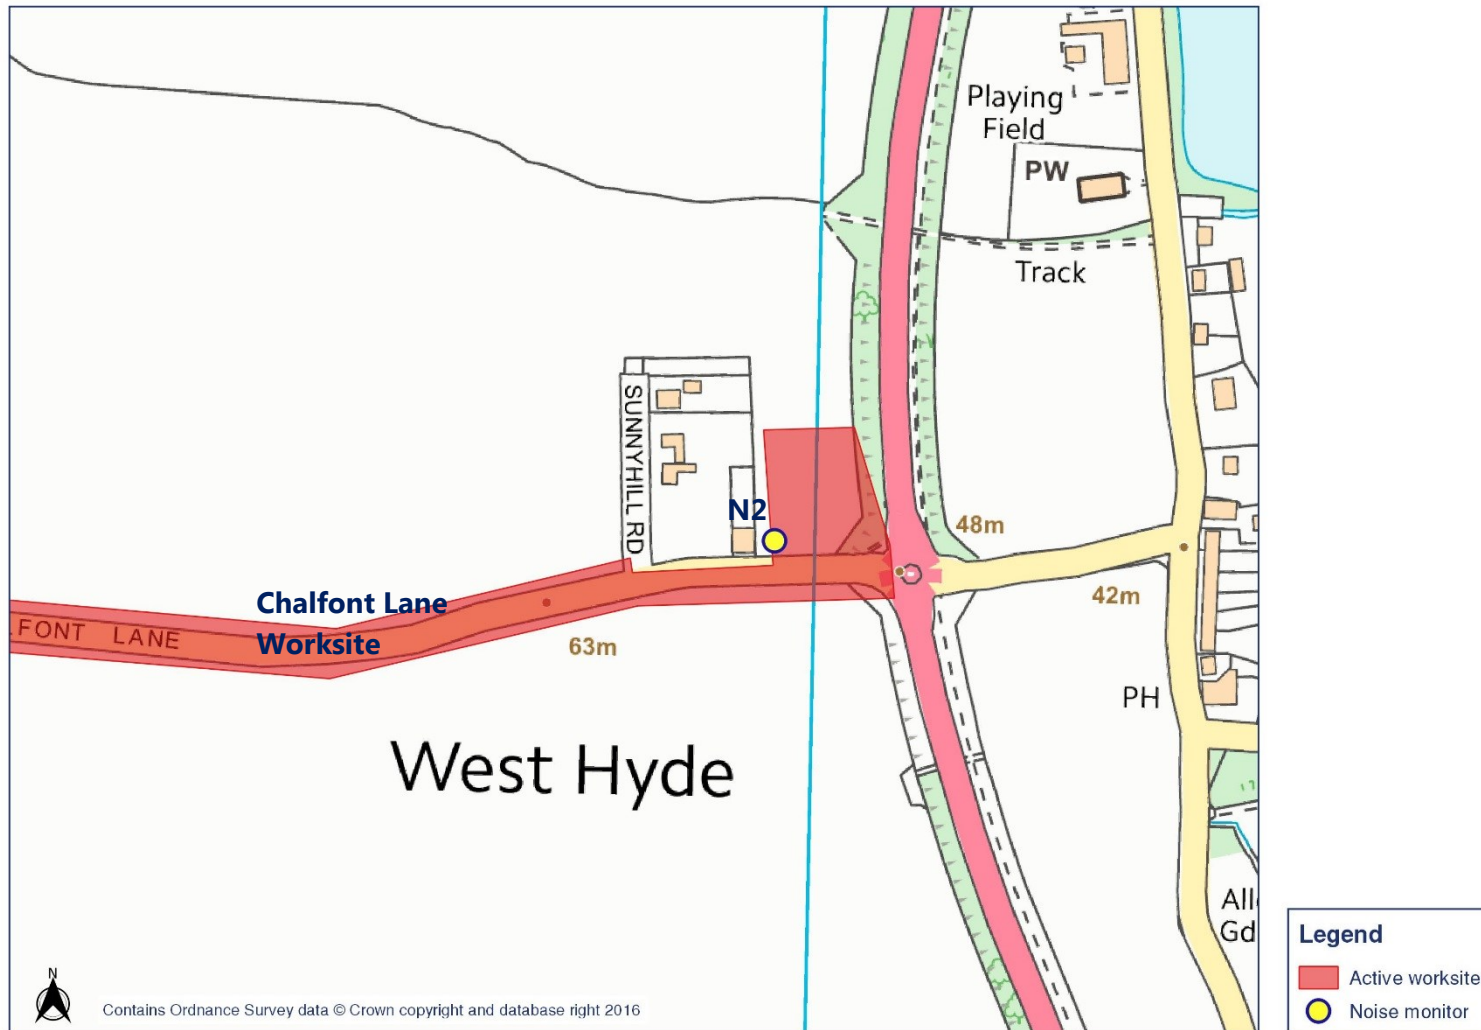 Playing
Field
PW
Track
SUNNYHILL RD
N2
48m
Chalfont Lane
Worksite
FONT LANE
63m
42m
PH
West Hyde
All
Gd
Legend
Active worksite
Noise monitor
N
Contains Ordnance Survey data © Crown copyright and database right 2016